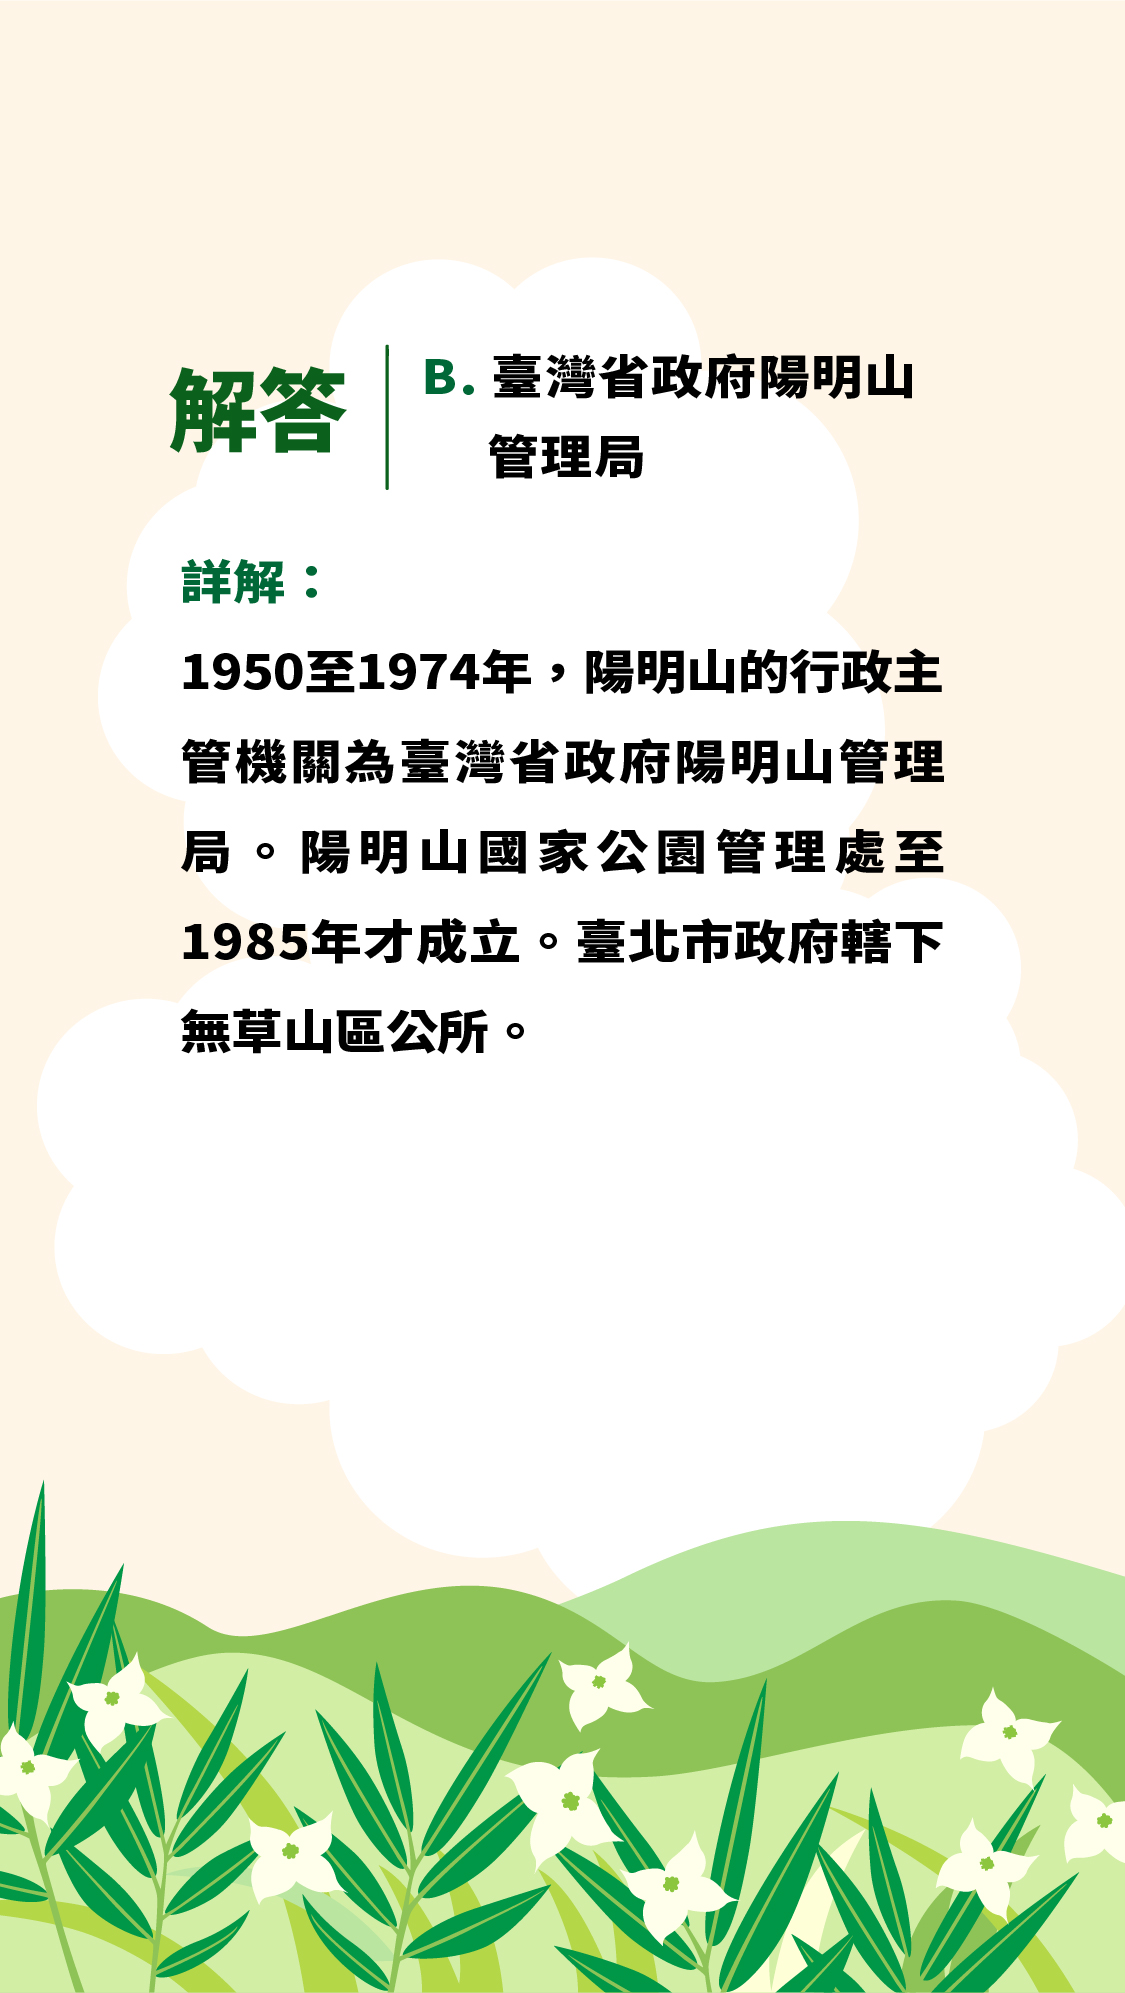 解答
B. 臺灣省政府陽明山
管理局
詳解：
1950至1974年，陽明山的行政主
管機關為臺灣省政府陽明山管理
局。陽明山國家公園管理處至
1985年才成立。臺北市政府轄下
無草山區公所。